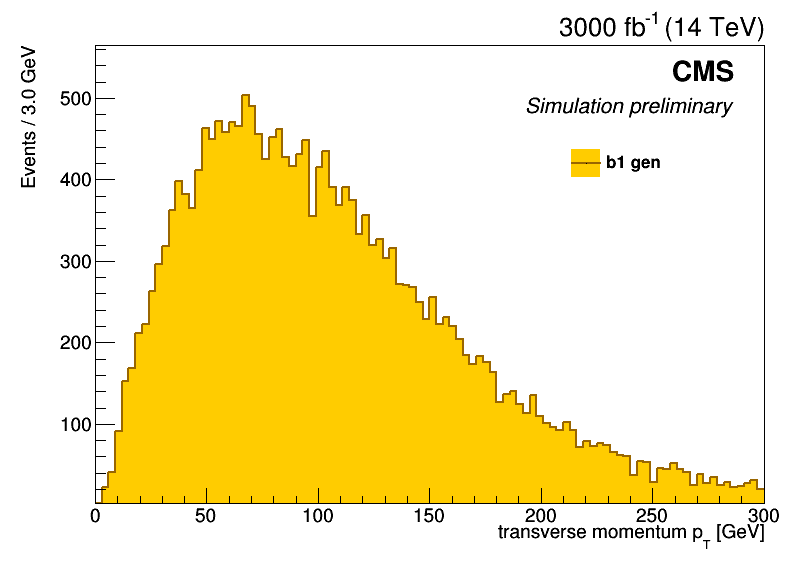 3000 fb-1 (14 TeV)
CMS
Simulation preliminary
b1 gen
Events / 3.0 GeV
500
400
300
200
100
0 50 100 150 200 250 300
transverse momentum pT [GeV]